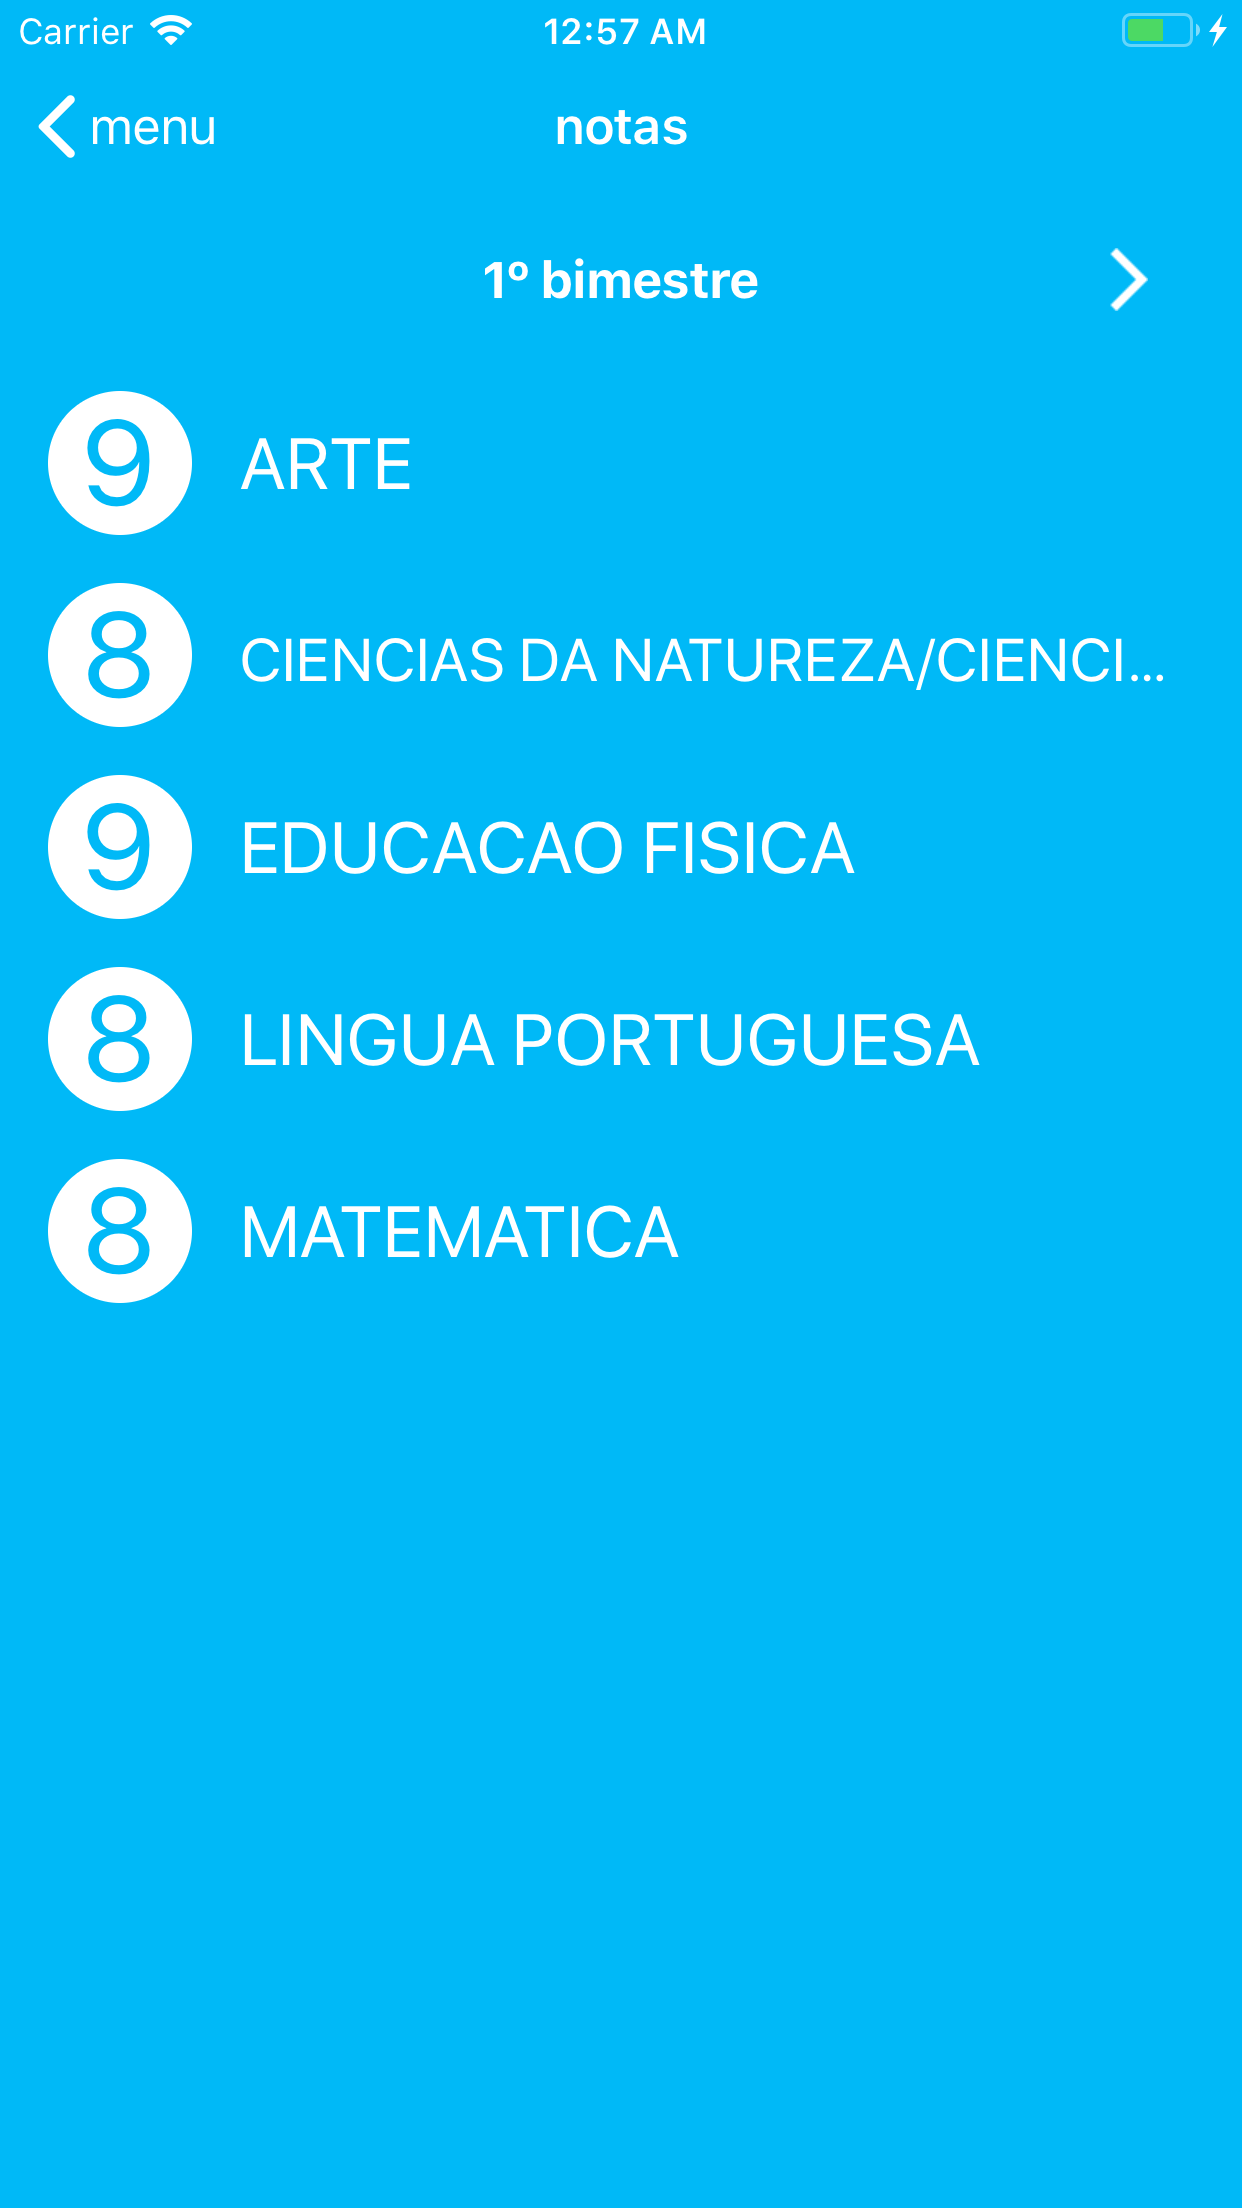 Carrier 12:57 AM
menu notas
1º bimestre
9 ARTE
8 CIENCIAS DA NATUREZA/CIENCI...
9 EDUCACAO FISICA
8 LINGUA PORTUGUESA
8 MATEMATICA